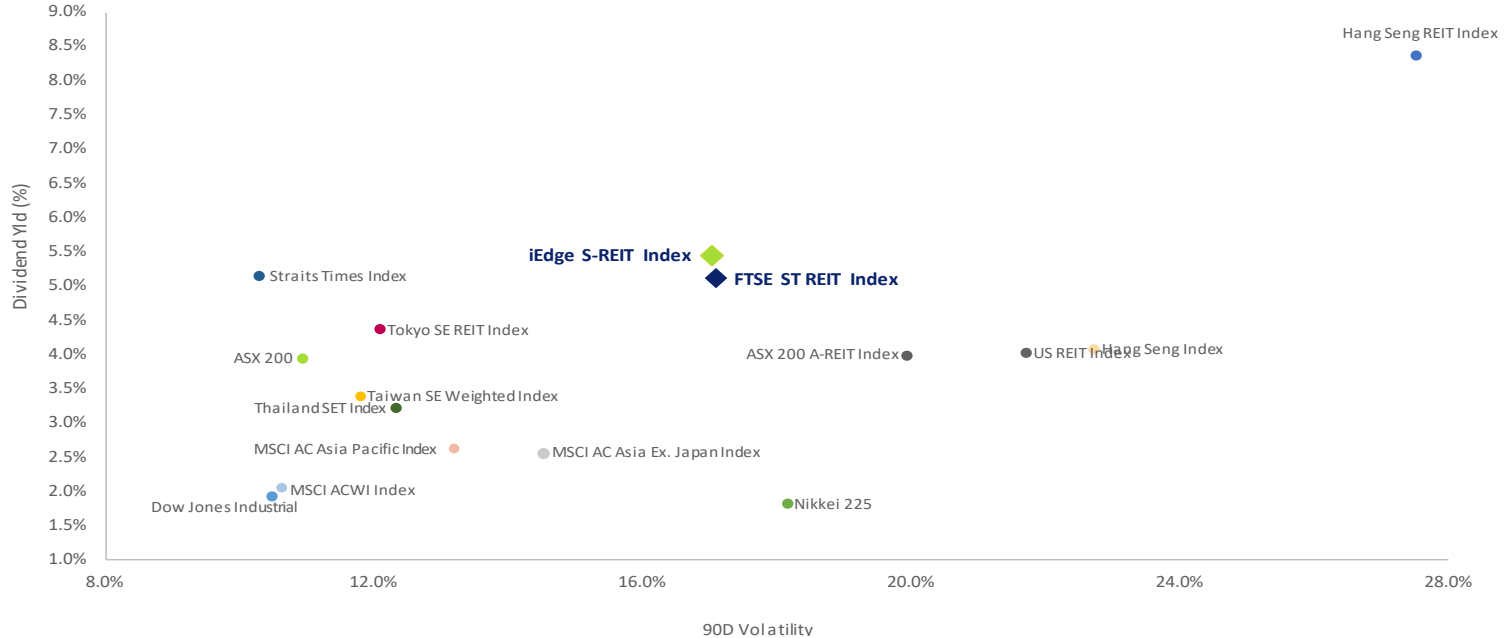 9.0%
Hang Seng REIT Index
8.5%
8.0%
7.5%
7.0%
6.5%
6.0%
5.5%
iEdge S-REIT Index
FTSE ST REIT Index
Straits Times Index
5.0%
4.5%
Tokyo SE REIT Index
ASX 200
ASX 200 A-REIT Index
US REIT Index
Hang Seng Index
4.0%
3.5%
Taiwan SE Weighted Index
Thailand SET Index
3.0%
MSCI AC Asia Pacific Index
MSCI AC Asia Ex. Japan Index
2.5%
2.0%
MSCI ACWI Index
Dow Jones Industrial
Nikkei 225
1.5%
1.0%
Dividend Yld (%)
8.0% 12.0% 16.0% 20.0% 24.0% 28.0%
90D Volatility